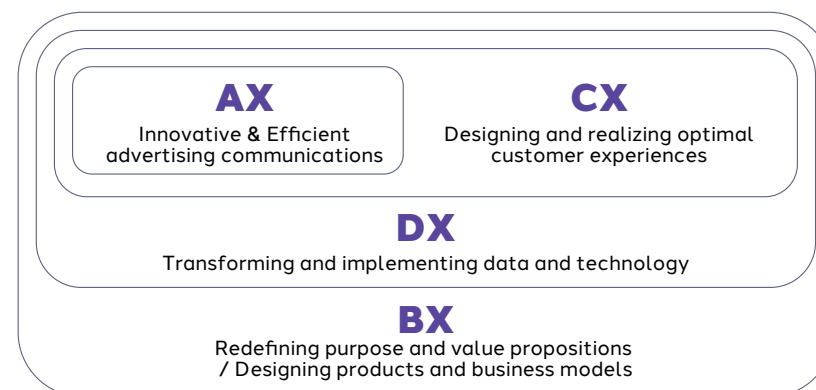 AX
Innovative & Efficient
advertising communications
CX
Designing and realizing optimal
customer experiences
DX
Transforming and implementing data and technology
BX
Redefining purpose and value propositions
/ Designing products and business models